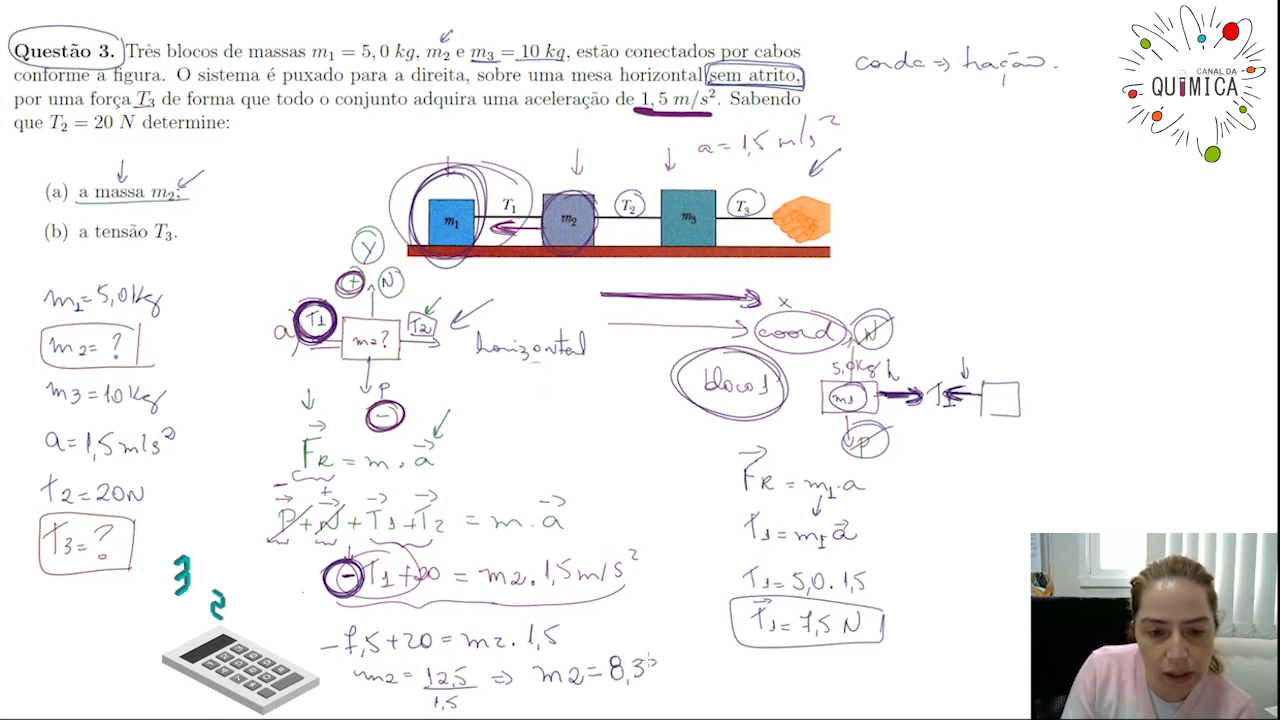 Questão 3. Três blocos de massas m₁ = 5,0 kg, m₂ e m₃ = 10 kg, estão conectados por cabos
conforme a figura. O sistema é puxado para a direita, sobre uma mesa horizontal sem atrito,
por uma força T₃ de forma que todo o conjunto adquira uma aceleração de 1,5 m/s². Sabendo
que T₂ = 20 N determine:
corda ⇒ tração.
CANAL DA
QUÍMICA
a = 1,5 m/s²
(a) a massa m₂;
(b) a tensão T₃.
m₁ T₁ m₂ T₂ m₃ T₃
m1 = 5,0 kg
m2 = ?
m3 = 10 kg
a = 1,5 m/s²
T2 = 20N
T3 = ?
Y
+ N
a) T1 m2? T2
P
-
horizontal
x
coord
N
bloco 1
5,0kg
m1 T1
P
FR = m . a
P + N + T1 + T2 = m . a
- T1 + 20 = m2 . 1,5 m/s²
- 7,5 + 20 = m2 . 1,5
m2 = 12,5 / 1,5 ⇒ m2 = 8,3
FR = m1 . a
T1 = m1 a
T1 = 5,0 . 1,5
T1 = 7,5 N
3
2